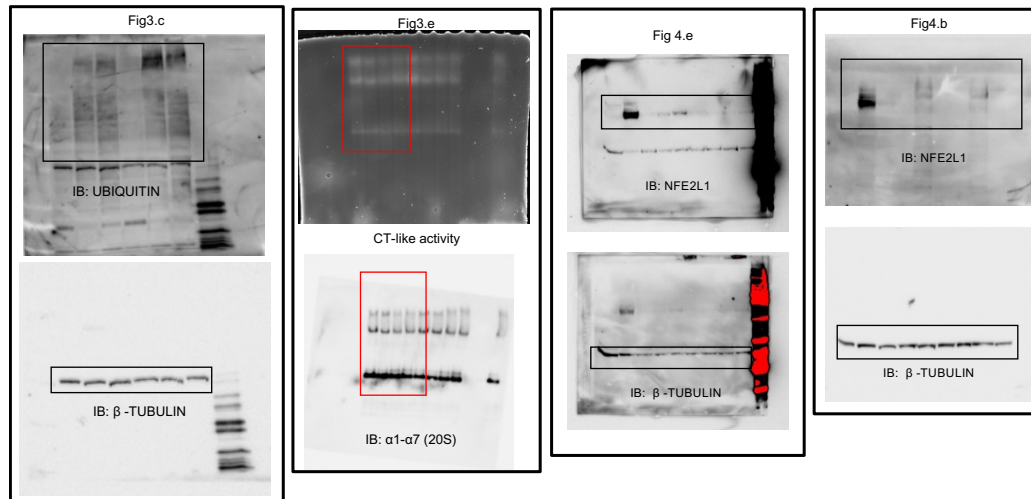 Fig3.c
IB: UBIQUITIN
IB: β -TUBULIN
Fig3.e
CT-like activity
IB: α1-α7 (20S)
Fig 4.e
IB: NFE2L1
IB: β -TUBULIN
Fig4.b
IB: NFE2L1
IB: β -TUBULIN